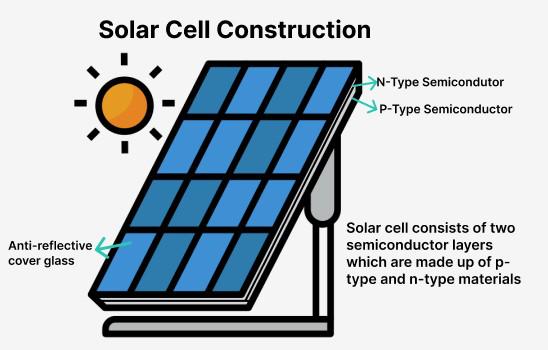 Solar Cell Construction
N-Type Semicondutor
P-Type Semiconductor
Anti-reflective
cover glass
Solar cell consists of two
semiconductor layers
which are made up of p-
type and n-type materials